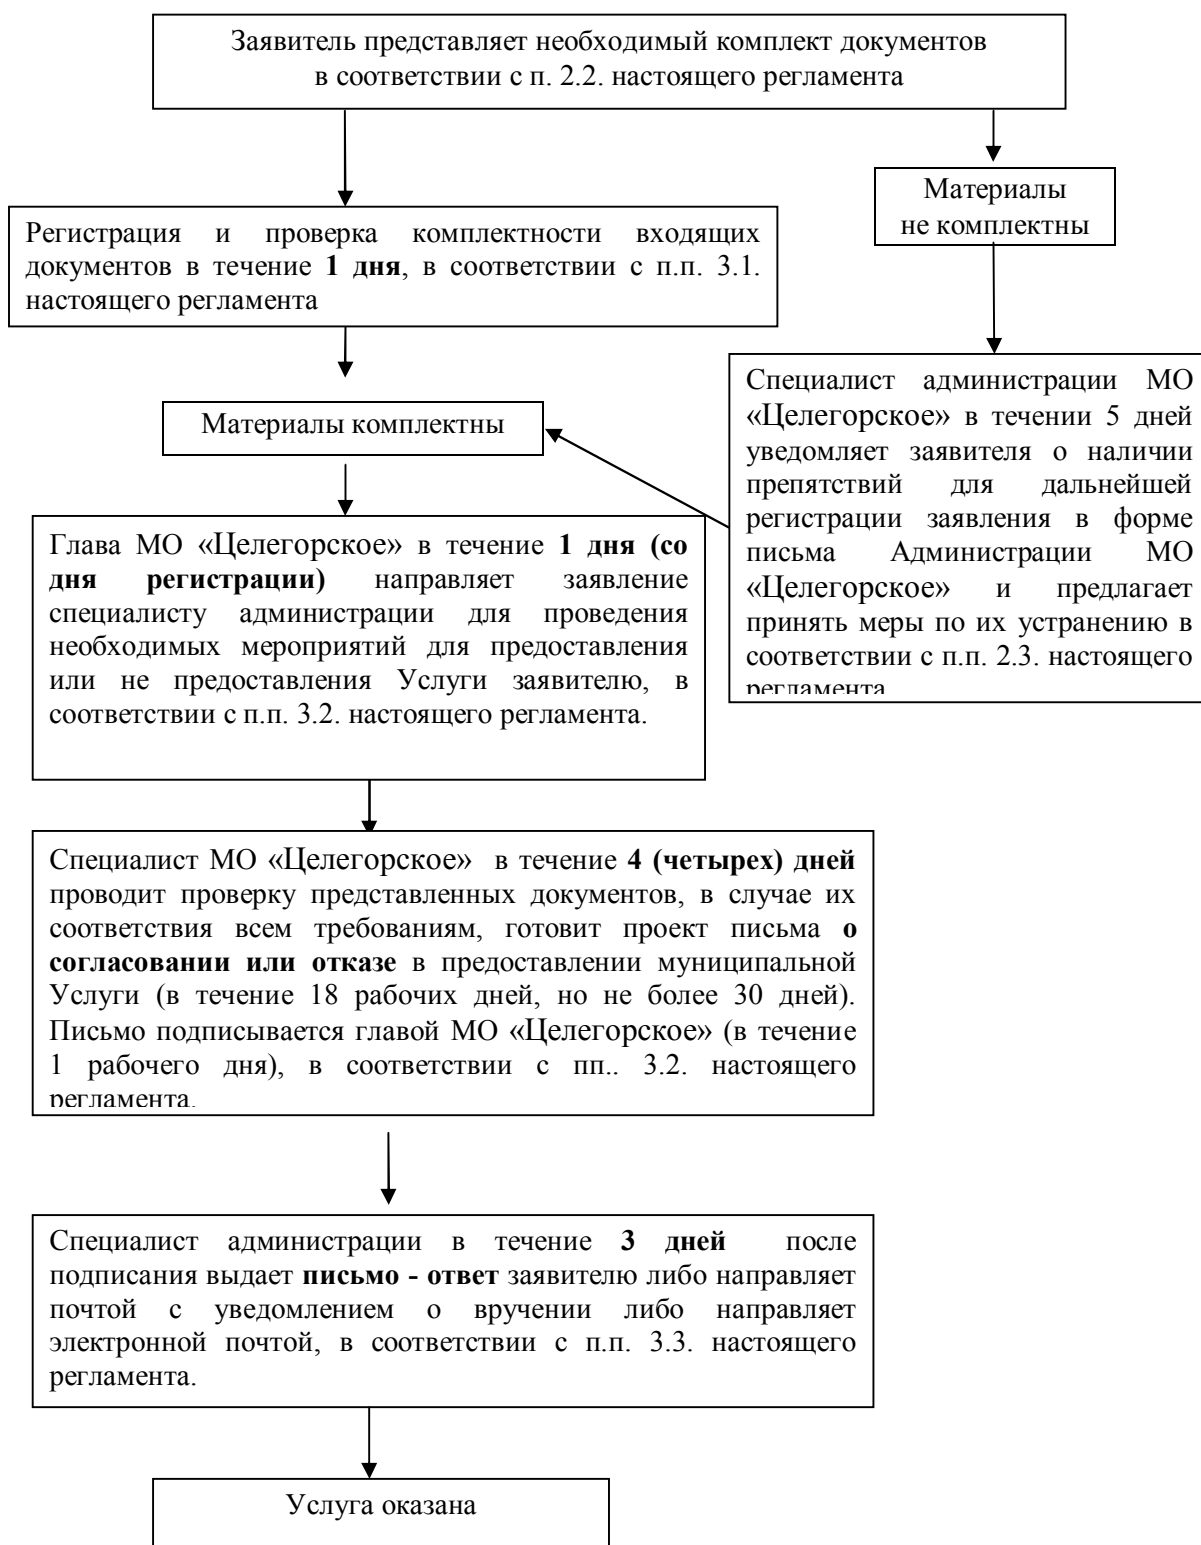 Заявитель представляет необходимый комплект документов
в соответствии с п. 2.2. настоящего регламента
Материалы
не комплектны
Регистрация и проверка комплектности входящих
документов в течение 1 дня, в соответствии с п.п. 3.1.
настоящего регламента
Материалы комплектны
Специалист администрации МО
«Целегорское» в течении 5 дней
уведомляет заявителя о наличии
препятствий для дальнейшей
регистрации заявления в форме
письма Администрации МО
«Целегорское» и предлагает
принять меры по их устранению в
соответствии с п.п. 2.3. настоящего
регламента
Глава МО «Целегорское» в течение 1 дня (со
дня регистрации) направляет заявление
специалисту администрации для проведения
необходимых мероприятий для предоставления
или не предоставления Услуги заявителю, в
соответствии с п.п. 3.2. настоящего регламента.
Специалист МО «Целегорское» в течение 4 (четырех) дней
проводит проверку представленных документов, в случае их
соответствия всем требованиям, готовит проект письма о
согласовании или отказе в предоставлении муниципальной
Услуги (в течение 18 рабочих дней, но не более 30 дней).
Письмо подписывается главой МО «Целегорское» (в течение
1 рабочего дня), в соответствии с пп.. 3.2. настоящего
регламента.
Специалист администрации в течение 3 дней после
подписания выдает письмо - ответ заявителю либо направляет
почтой с уведомлением о вручении либо направляет
электронной почтой, в соответствии с п.п. 3.3. настоящего
регламента.
Услуга оказана